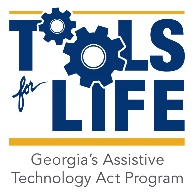 TOOLS
for LIFE
Georgia's Assistive
Technology Act Program